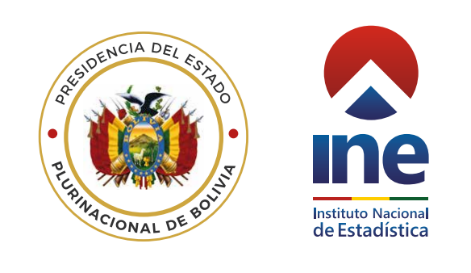 PRESIDENCIA DEL ESTADO
PLURINACIONAL DE BOLIVIA
ine
Instituto Nacional
de Estadística